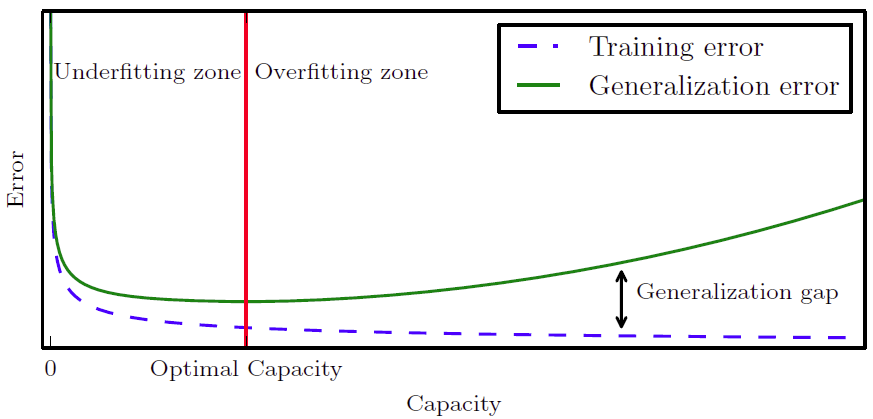 Training error
Generalization error
Underfitting zone
Overfitting zone
Error
Generalization gap
0
Optimal Capacity
Capacity